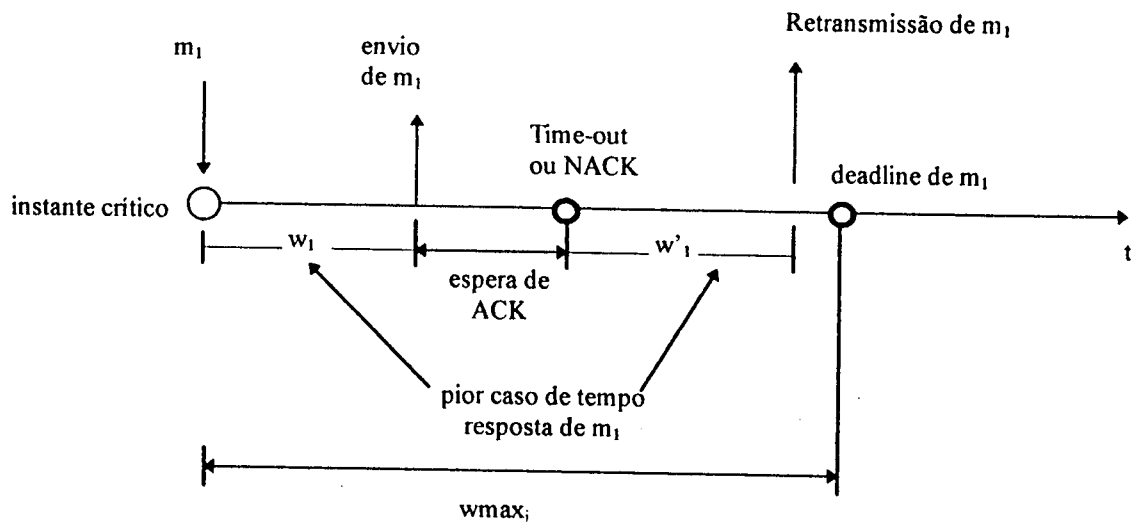 Retransmissão de m₁
m₁
envio
de m₁
Time-out
ou NACK
deadline de m₁
instante crítico
w₁
w'₁
t
espera de
ACK
pior caso de tempo
resposta de m₁
wmaxᵢ